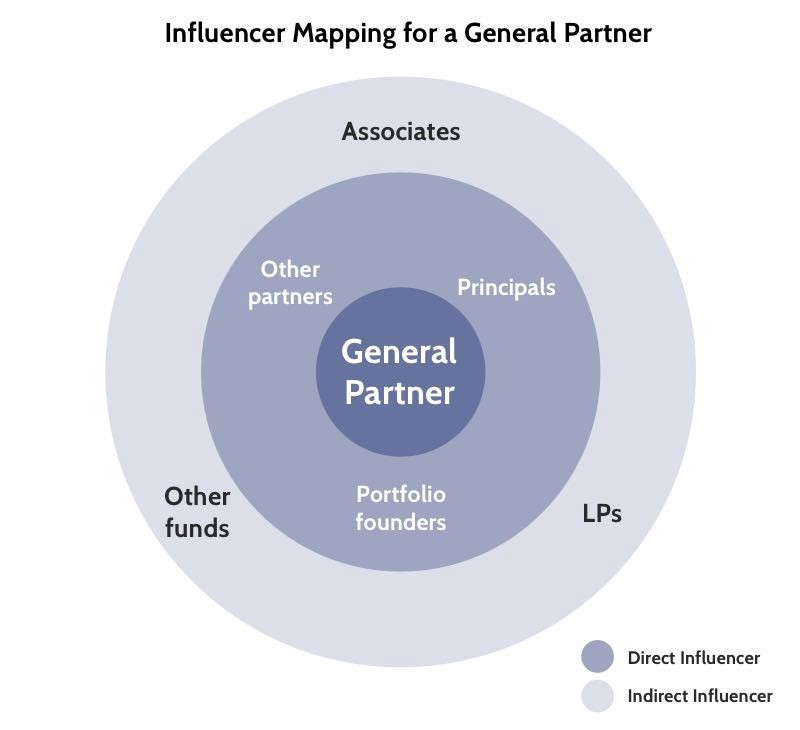 Influencer Mapping for a General Partner
Associates
Other
partners
Principals
General
Partner
Portfolio
founders
Other
funds
LPs
Direct Influencer
Indirect Influencer